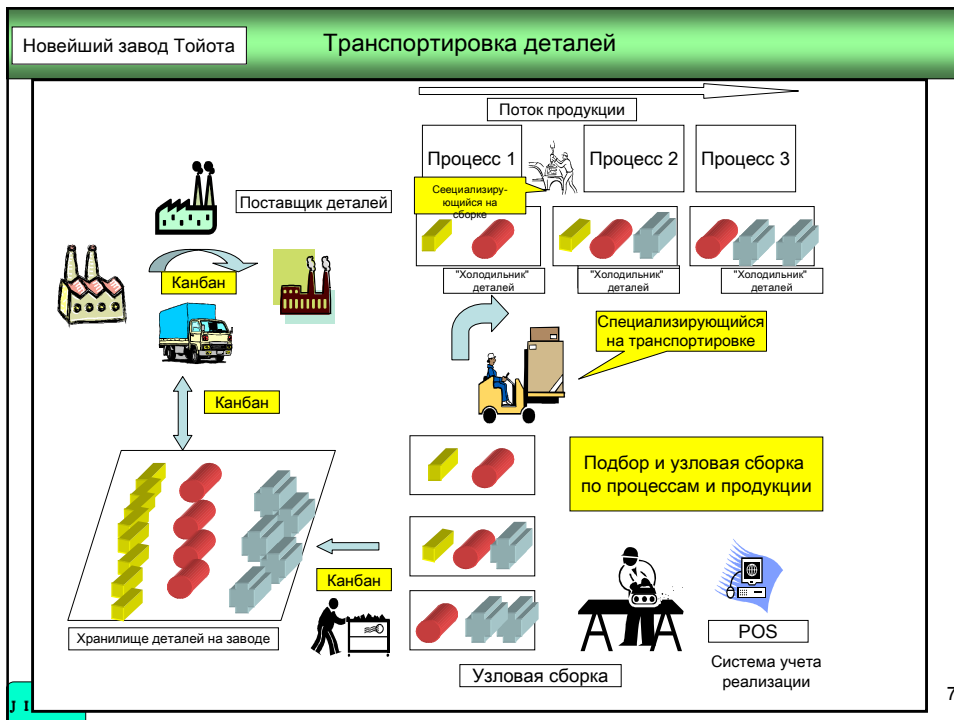 Новейший завод Тойота
Транспортировка деталей
Поток продукции
Процесс 1
Процесс 2
Процесс 3
Сеециализиру-
ющийся на
сборке
Поставщик деталей
Канбан
"Холодильник"
деталей
"Холодильник"
деталей
"Холодильник"
деталей
Специализирующийся
на транспортировке
Канбан
Подбор и узловая сборка
по процессам и продукции
Канбан
Хранилище деталей на заводе
Узловая сборка
POS
Система учета
реализации
J I
7